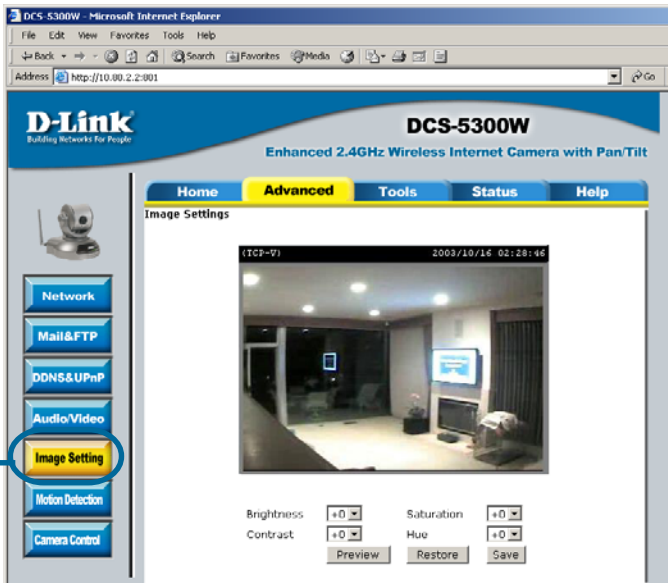 DCS-5300W - Microsoft Internet Explorer
File Edit View Favorites Tools Help
Back Search Favorites Media
Address http://10.80.2.2:801 Go
D-Link
Building Networks for People
DCS-5300W
Enhanced 2.4GHz Wireless Internet Camera with Pan/Tilt
Home Advanced Tools Status Help
Image Settings
(TCP-V) 2003/10/16 02:28:46
Network
Mail&FTP
DDNS&UPnP
Audio/Video
Image Setting
Motion Detection
Camera Control
Brightness +0 Saturation +0
Contrast +0 Hue +0
Preview Restore Save